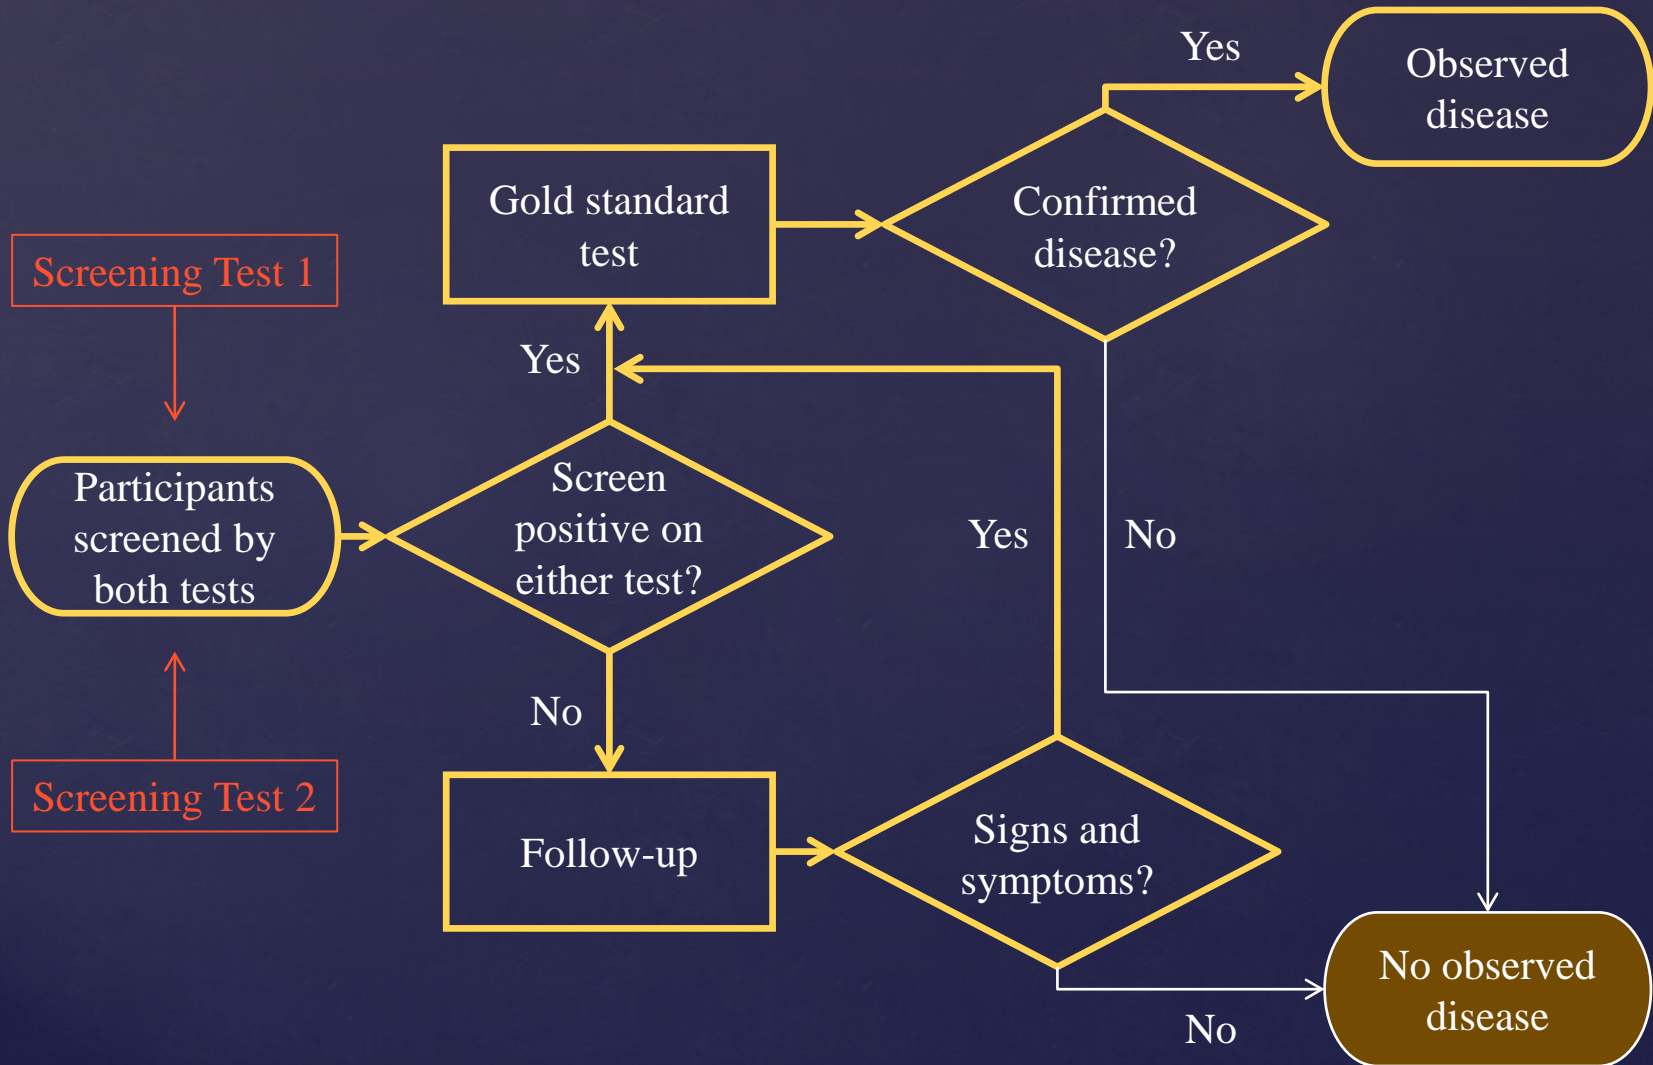 Yes
Observed
disease
Gold standard
test
Confirmed
disease?
Screening Test 1
Yes
Participants
screened by
both tests
Screen
positive on
either test?
Yes
No
No
Screening Test 2
Follow-up
Signs and
symptoms?
No
No observed
disease